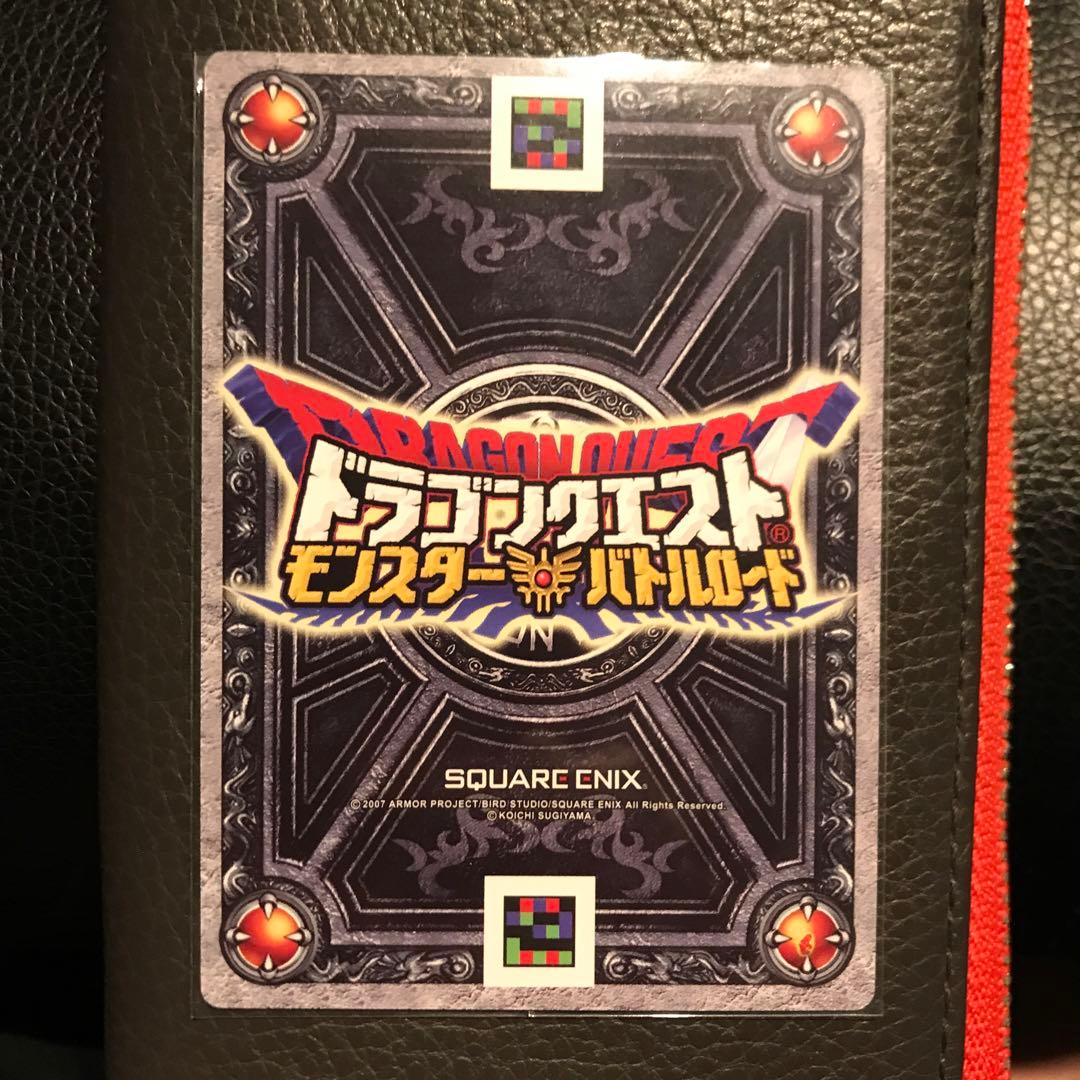 DRAGON QUEST
ドラゴンクエスト®
モンスターバトルロード
N
SQUARE ENIX®
©2007 ARMOR PROJECT/BIRD STUDIO/SQUARE ENIX All Rights Reserved.
©KOICHI SUGIYAMA